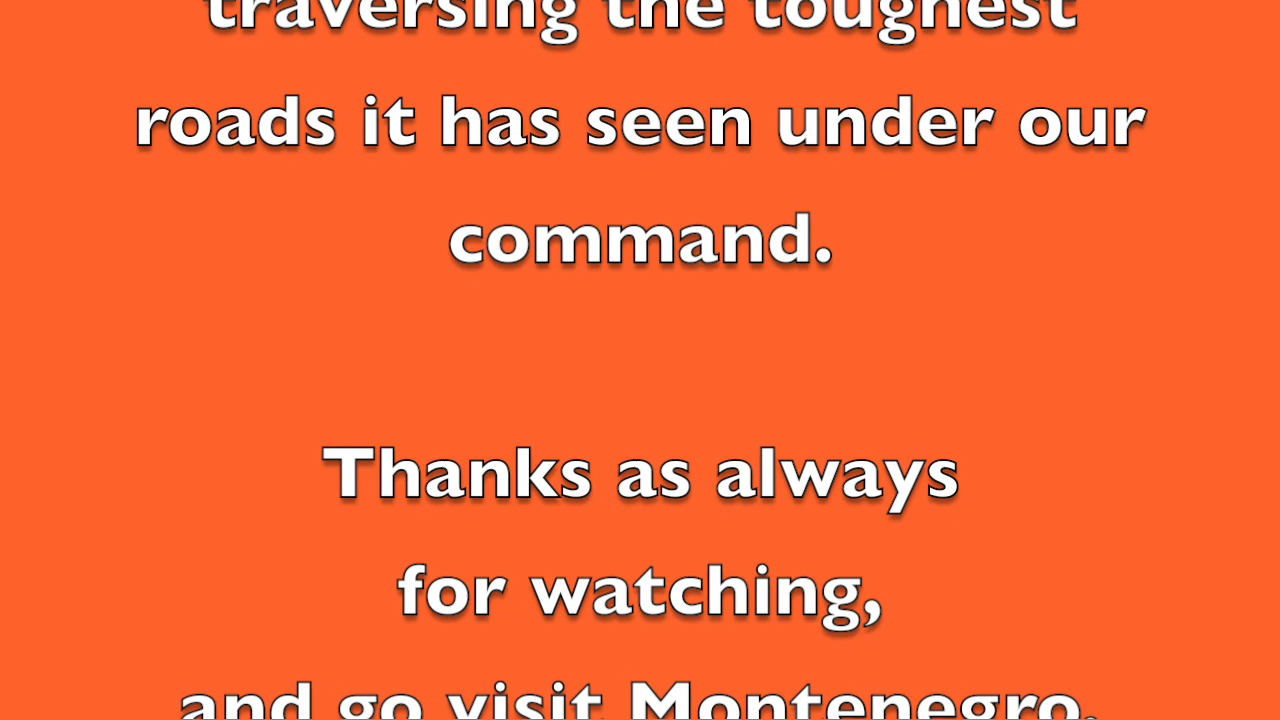 traversing the toughest
roads it has seen under our
command.
Thanks as always
for watching,
and go visit Montenegro.